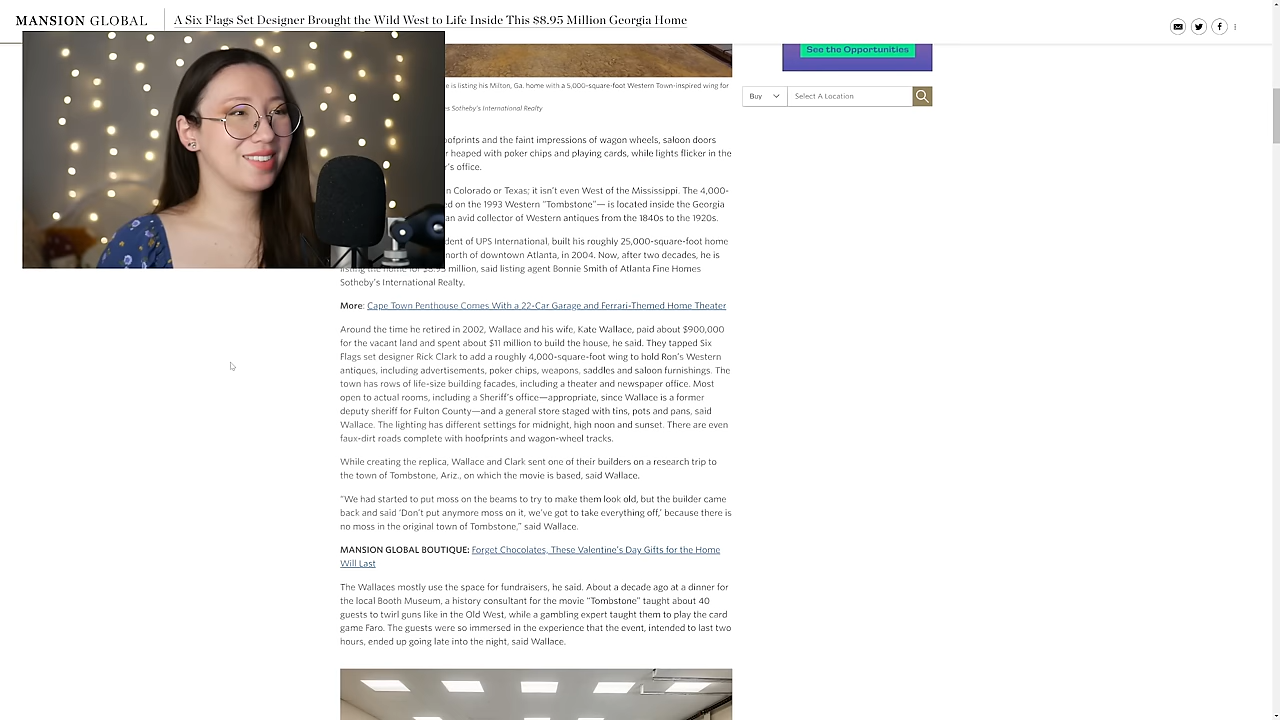 MANSION GLOBAL
A Six Flags Set Designer Brought the Wild West to Life Inside This $8.95 Million Georgia Home
See the Opportunities
Buy
Select A Location
is listing his Milton, Ga. home with a 5,000-square-foot Western Town-inspired wing for
Sotheby's International Realty
oofprints and the faint impressions of wagon wheels, saloon doors
heaped with poker chips and playing cards, while lights flicker in the
's office.
n Colorado or Texas; it isn't even West of the Mississippi. The 4,000-
ed on the 1993 Western "Tombstone"— is located inside the Georgia
an avid collector of Western antiques from the 1840s to the 1920s.
dent of UPS International, built his roughly 25,000-square-foot home
north of downtown Atlanta, in 2004. Now, after two decades, he is
listing the home for $8.95 million, said listing agent Bonnie Smith of Atlanta Fine Homes
Sotheby's International Realty.
More: Cape Town Penthouse Comes With a 22-Car Garage and Ferrari-Themed Home Theater
Around the time he retired in 2002, Wallace and his wife, Kate Wallace, paid about $900,000
for the vacant land and spent about $11 million to build the house, he said. They tapped Six
Flags set designer Rick Clark to add a roughly 4,000-square-foot wing to hold Ron's Western
antiques, including advertisements, poker chips, weapons, saddles and saloon furnishings. The
town has rows of life-size building facades, including a theater and newspaper office. Most
open to actual rooms, including a Sheriff's office—appropriate, since Wallace is a former
deputy sheriff for Fulton County—and a general store staged with tins, pots and pans, said
Wallace. The lighting has different settings for midnight, high noon and sunset. There are even
faux-dirt roads complete with hoofprints and wagon-wheel tracks.
While creating the replica, Wallace and Clark sent one of their builders on a research trip to
the town of Tombstone, Ariz., on which the movie is based, said Wallace.
"We had started to put moss on the beams to try to make them look old, but the builder came
back and said 'Don't put anymore moss on it, we've got to take everything off,' because there is
no moss in the original town of Tombstone," said Wallace.
MANSION GLOBAL BOUTIQUE: Forget Chocolates, These Valentine's Day Gifts for the Home
Will Last
The Wallaces mostly use the space for fundraisers, he said. About a decade ago at a dinner for
the local Booth Museum, a history consultant for the movie "Tombstone" taught about 40
guests to twirl guns like in the Old West, while a gambling expert taught them to play the card
game Faro. The guests were so immersed in the experience that the event, intended to last two
hours, ended up going late into the night, said Wallace.